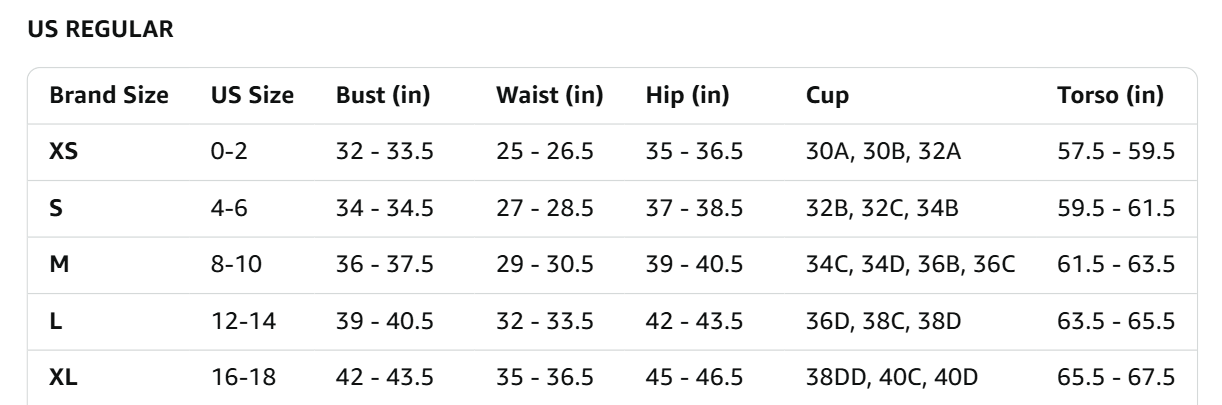 US REGULAR
Brand Size US Size Bust (in) Waist (in) Hip (in) Cup Torso (in)
XS 0-2 32 - 33.5 25 - 26.5 35 - 36.5 30A, 30B, 32A 57.5 - 59.5
S 4-6 34 - 34.5 27 - 28.5 37 - 38.5 32B, 32C, 34B 59.5 - 61.5
M 8-10 36 - 37.5 29 - 30.5 39 - 40.5 34C, 34D, 36B, 36C 61.5 - 63.5
L 12-14 39 - 40.5 32 - 33.5 42 - 43.5 36D, 38C, 38D 63.5 - 65.5
XL 16-18 42 - 43.5 35 - 36.5 45 - 46.5 38DD, 40C, 40D 65.5 - 67.5